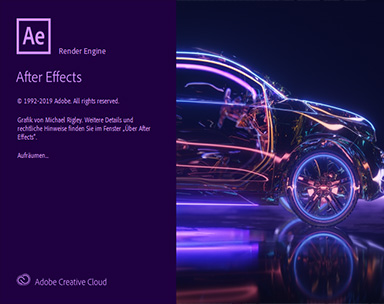 Ae
Render Engine
After Effects
© 1992-2019 Adobe. All rights reserved.
Grafik von Michael Rigley. Weitere Details und
rechtliche Hinweise finden Sie im Fenster „Über After
Effects“.
Aufräumen...
Adobe Creative Cloud